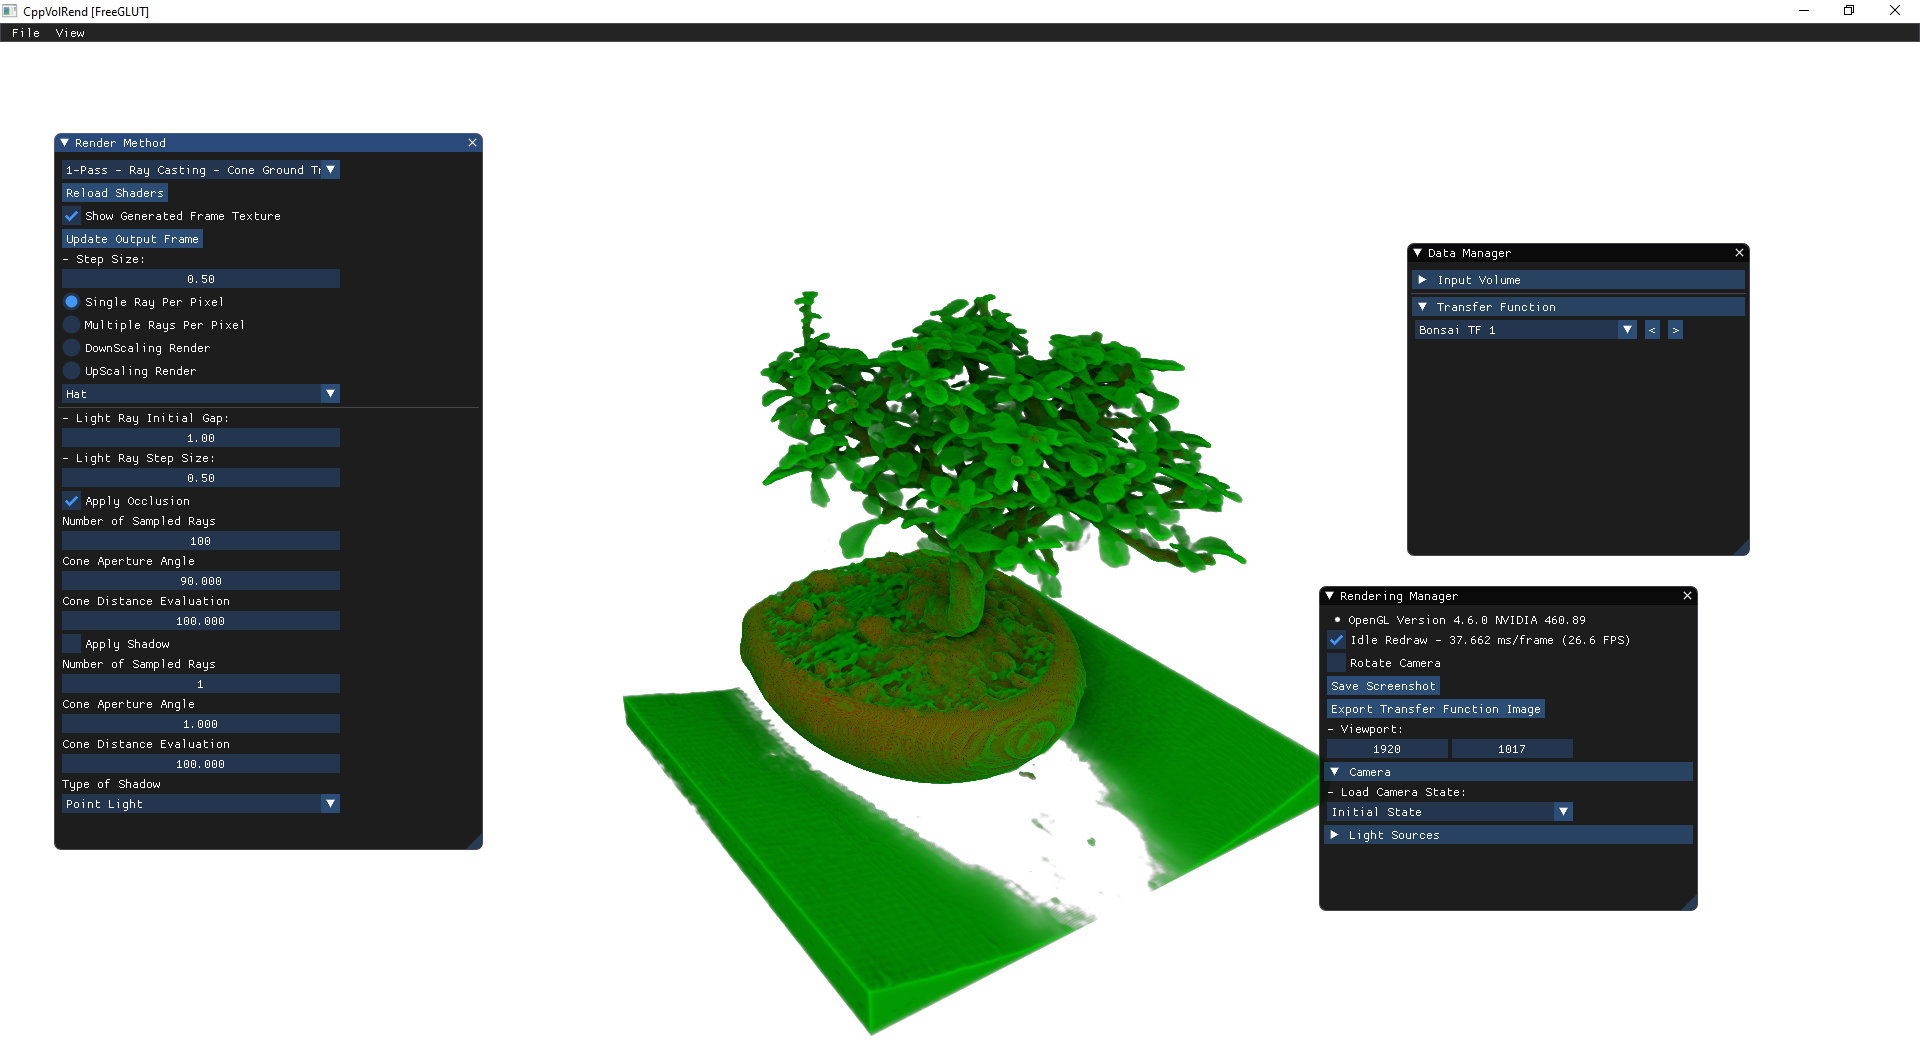 CppVolRend [FreeGLUT]
File View
Render Method
1-Pass - Ray Casting - Cone Ground Tr
Reload Shaders
Show Generated Frame Texture
Update Output Frame
- Step Size:
0.50
Single Ray Per Pixel
Multiple Rays Per Pixel
DownScaling Render
UpScaling Render
Hat
- Light Ray Initial Gap:
1.00
- Light Ray Step Size:
0.50
Apply Occlusion
Number of Sampled Rays
100
Cone Aperture Angle
90.000
Cone Distance Evaluation
100.000
Apply Shadow
Number of Sampled Rays
1
Cone Aperture Angle
1.000
Cone Distance Evaluation
100.000
Type of Shadow
Point Light
Data Manager
Input Volume
Transfer Function
Bonsai TF 1 < >
Rendering Manager
OpenGL Version 4.6.0 NVIDIA 460.89
Idle Redraw - 37.662 ms/frame (26.6 FPS)
Rotate Camera
Save Screenshot
Export Transfer Function Image
- Viewport:
1920 1017
Camera
- Load Camera State:
Initial State
Light Sources